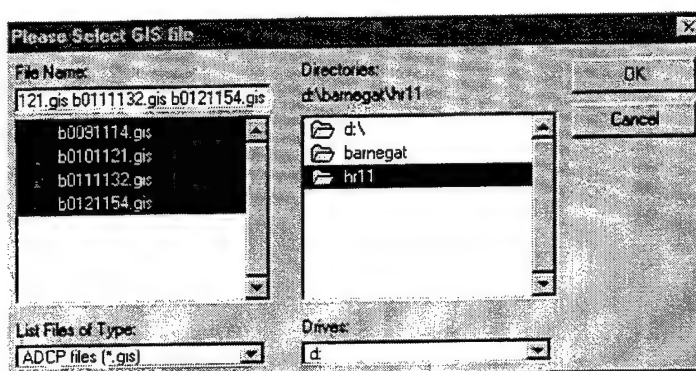 Please Select GIS file
File Name:
121.gis b0111132.gis b0121154.gis
b0091114.gis
b0101121.gis
b0111132.gis
b0121154.gis
List Files of Type:
ADCP files (*.gis)
Directories:
d:\barnegat\hr11
d:\
barnegat
hr11
Drives:
d:
OK
Cancel